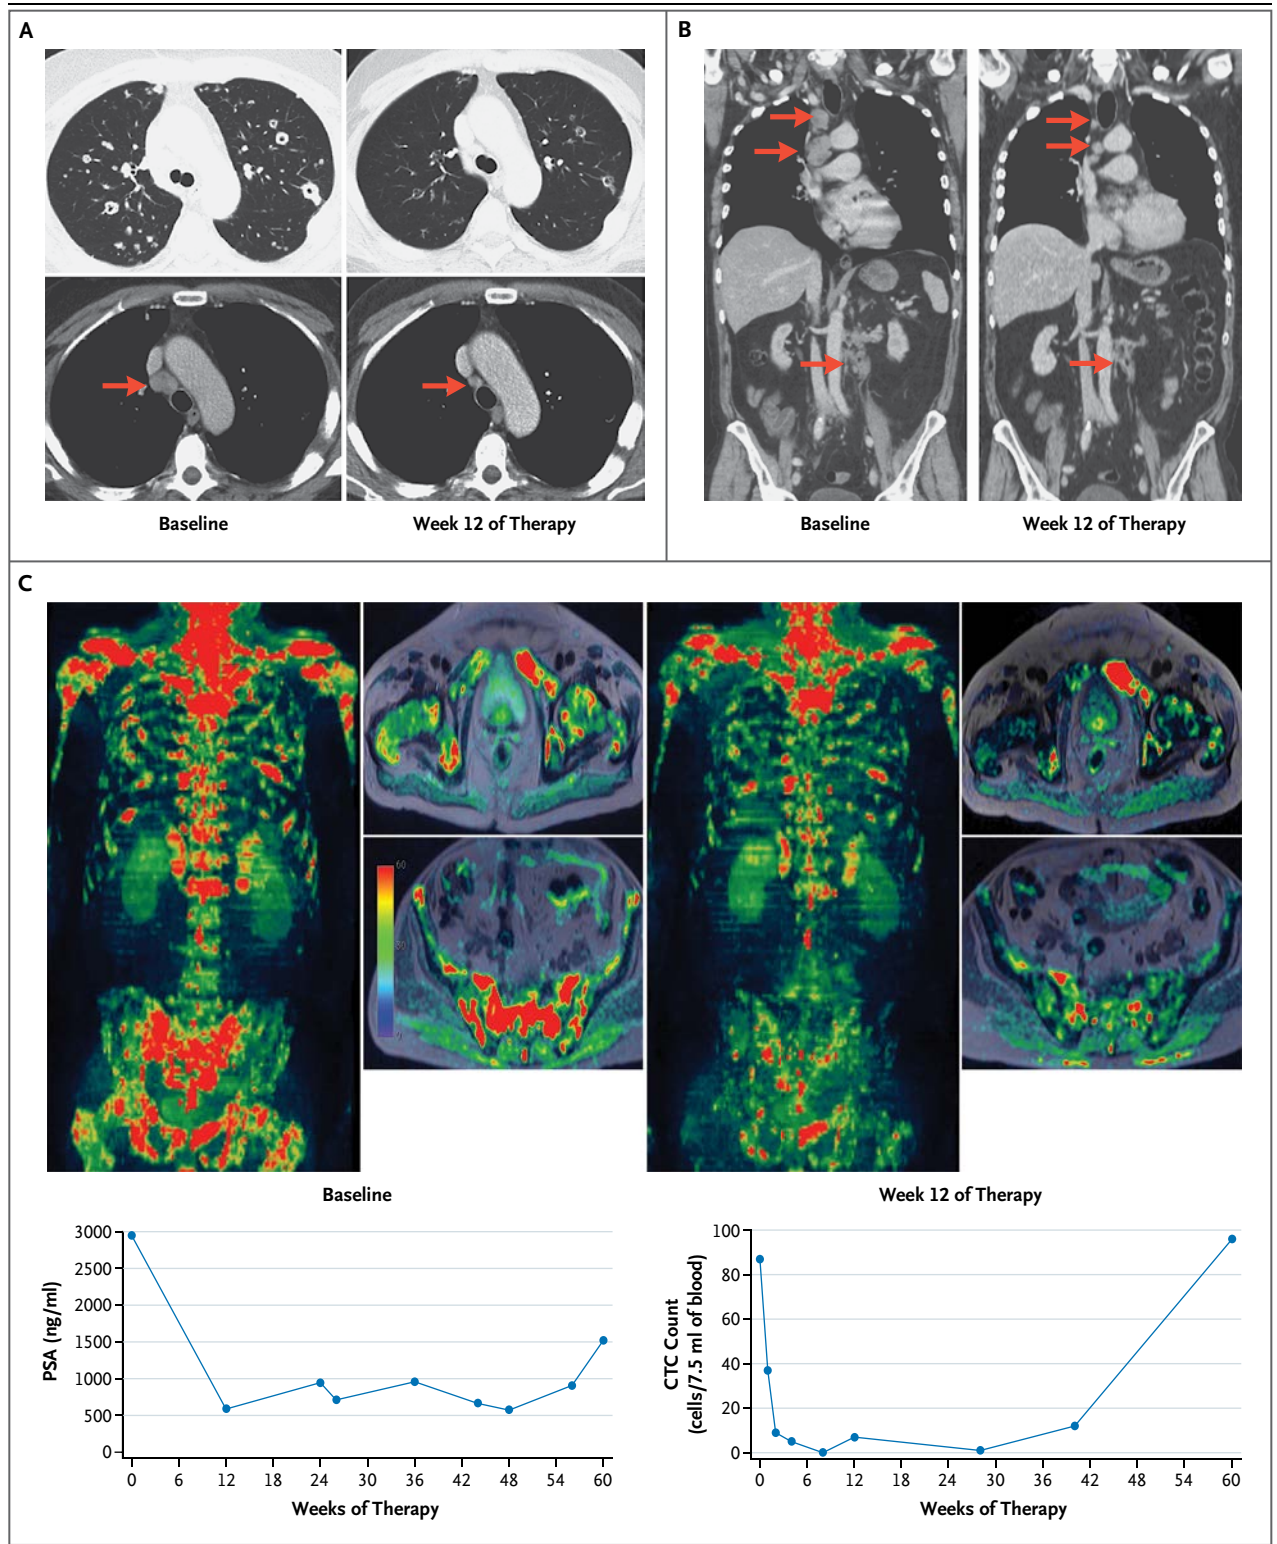 A
B
Baseline
Week 12 of Therapy
Baseline
Week 12 of Therapy
C
60
30
Baseline
Week 12 of Therapy
3000
2500
2000
1500
1000
500
0
PSA (ng/ml)
0 6 12 18 24 30 36 42 48 54 60
Weeks of Therapy
100
80
60
40
20
0
CTC Count
(cells/7.5 ml of blood)
0 6 12 18 24 30 36 42 48 54 60
Weeks of Therapy